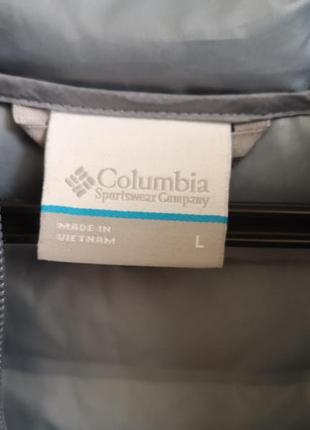 Columbia
Sportswear Company
MADE IN
VIETNAM
L